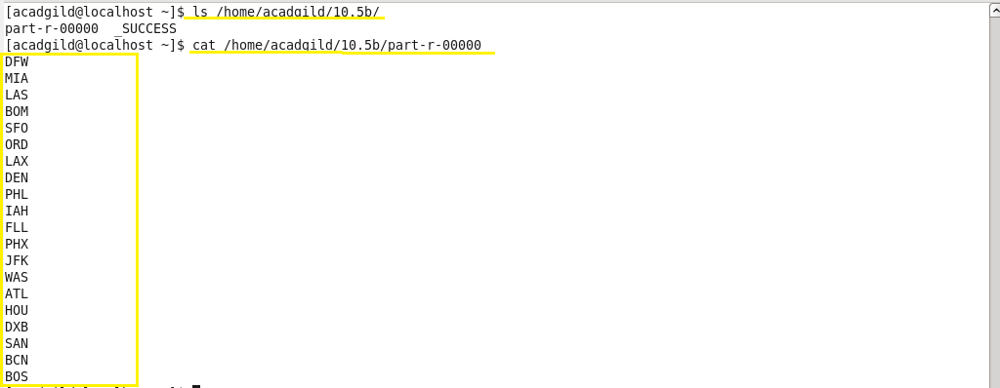 [acadgild@localhost ~]$ ls /home/acadgild/10.5b/
part-r-00000  _SUCCESS
[acadgild@localhost ~]$ cat /home/acadgild/10.5b/part-r-00000
DFW
MIA
LAS
BOM
SFO
ORD
LAX
DEN
PHL
IAH
FLL
PHX
JFK
WAS
ATL
HOU
DXB
SAN
BCN
BOS